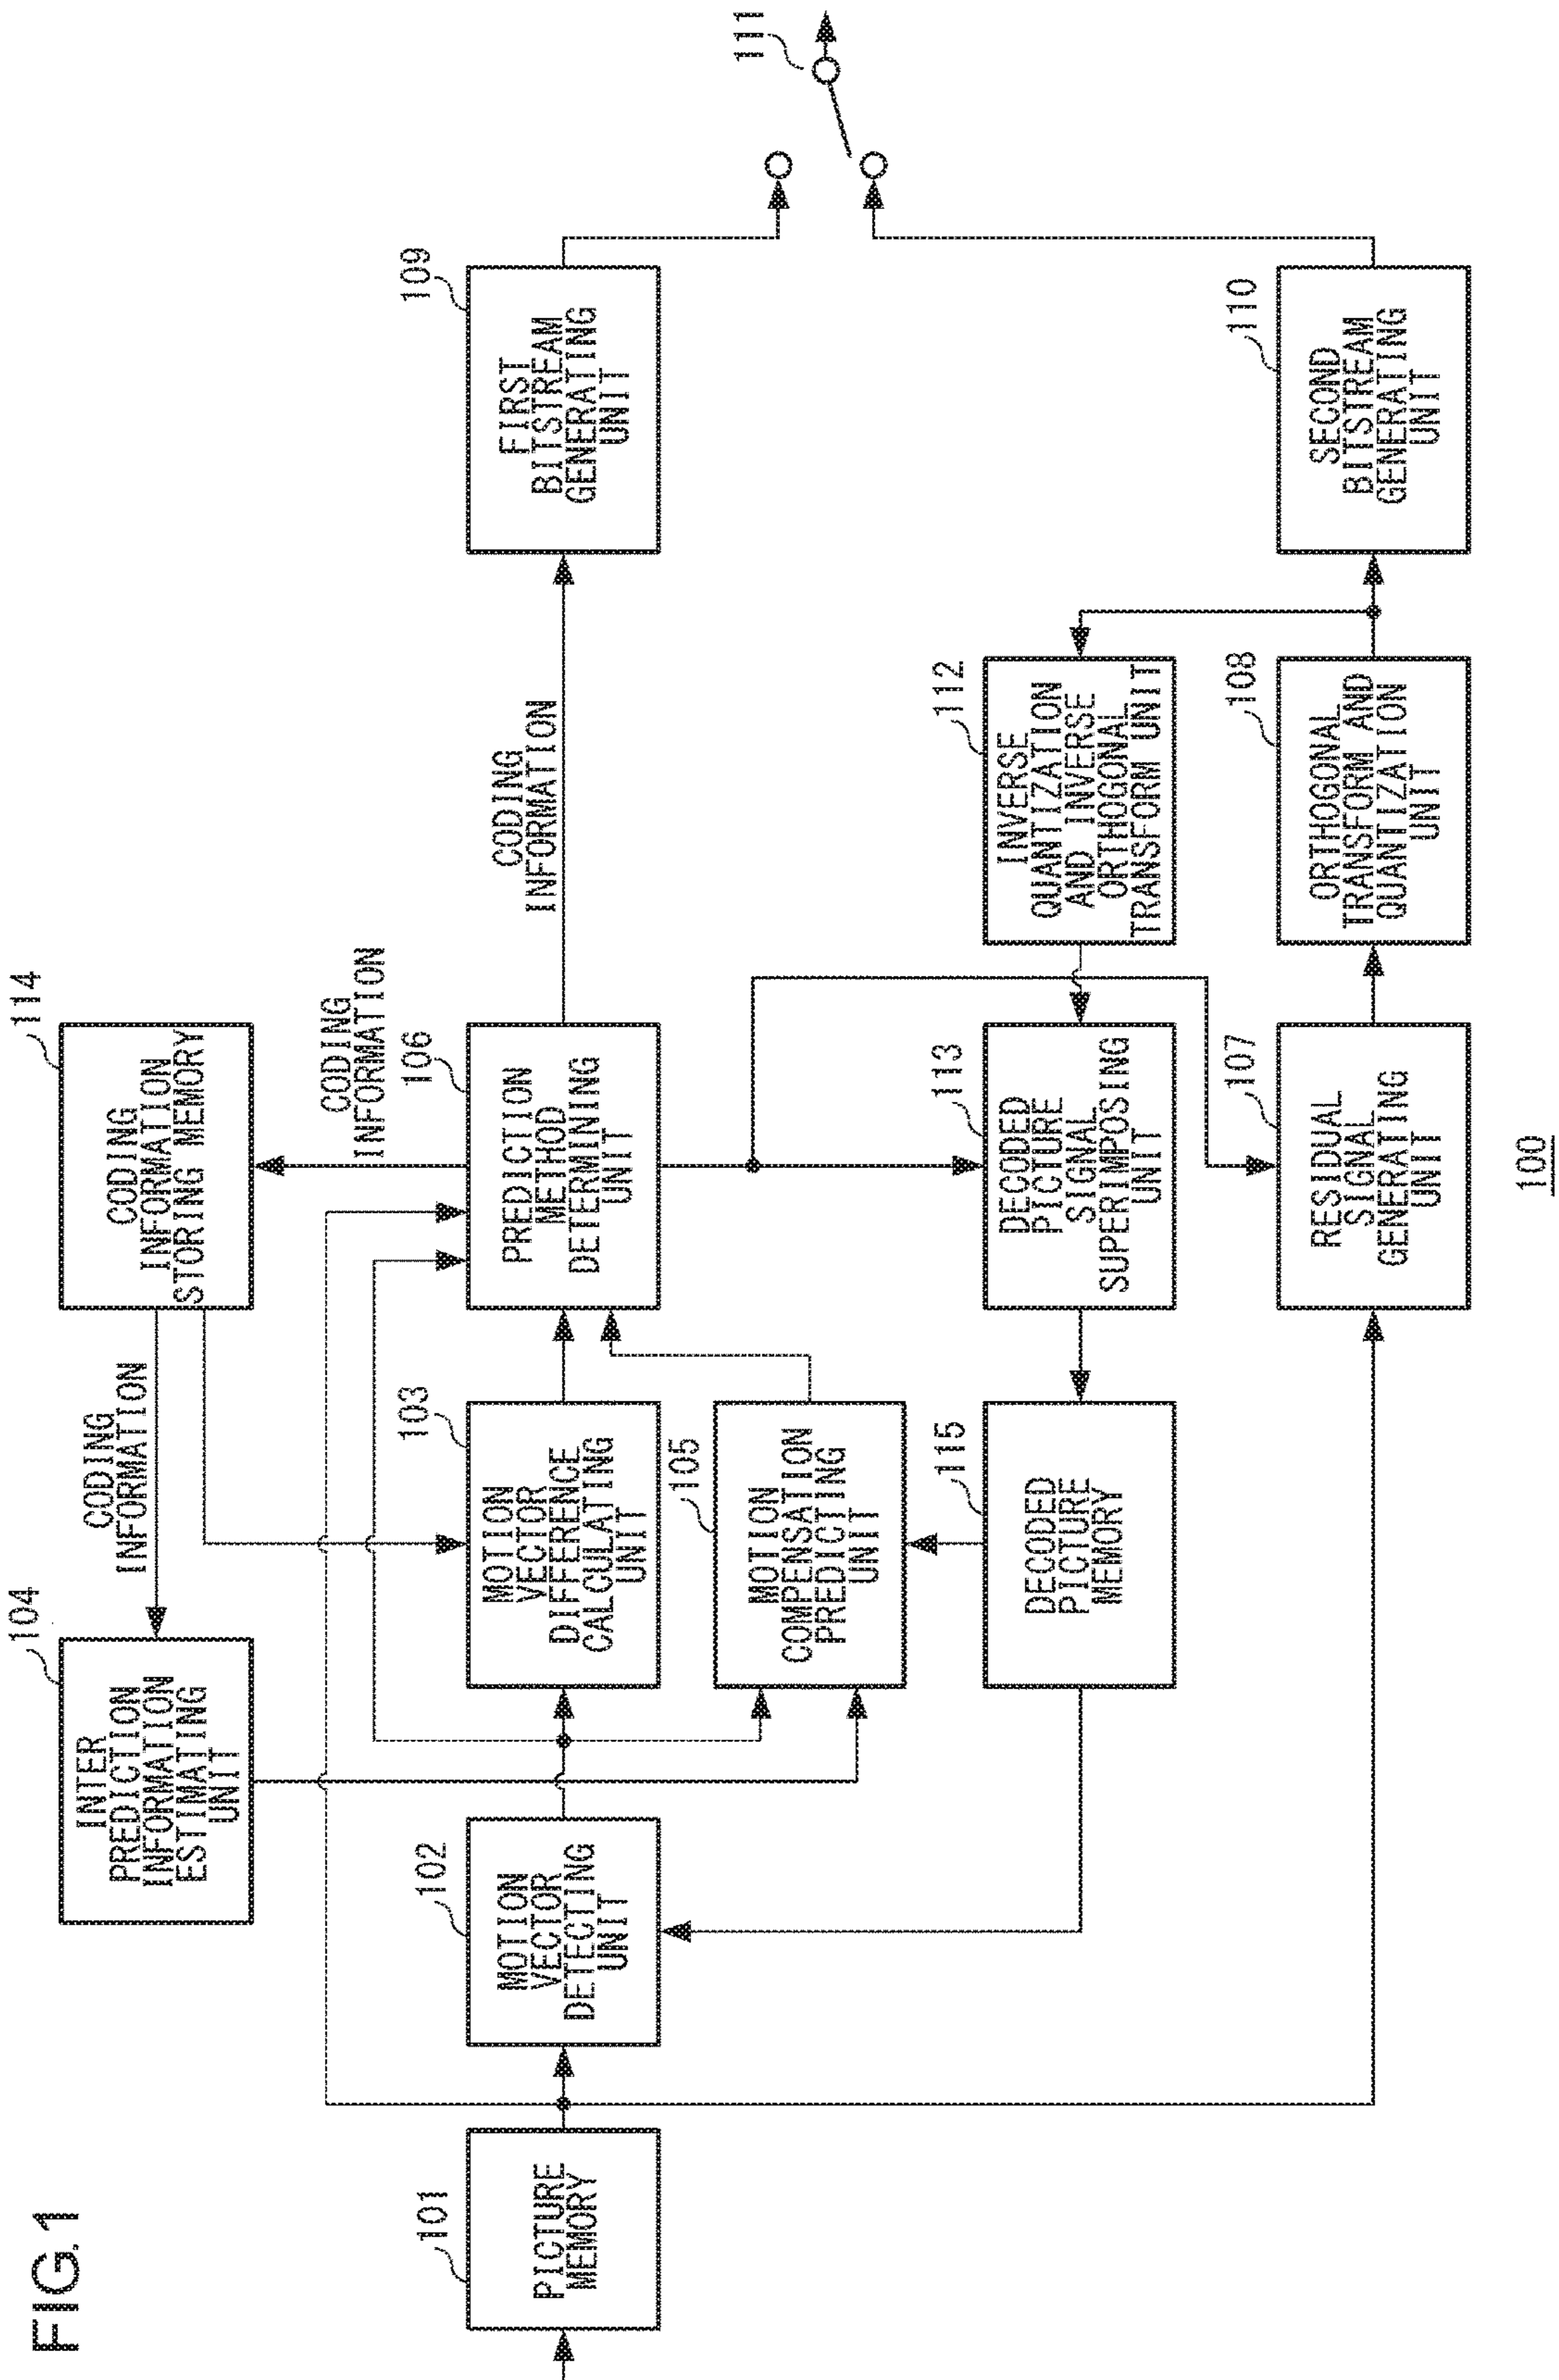 FIG.1
101
PICTURE
MEMORY
102
MOTION
VECTOR
DETECTING
UNIT
104
INTER
PREDICTION
INFORMATION
ESTIMATING
UNIT
CODING
INFORMATION
103
MOTION
VECTOR
DIFFERENCE
CALCULATING
UNIT
105
MOTION
COMPENSATION
PREDICTING
UNIT
115
DECODED
PICTURE
MEMORY
114
CODING
INFORMATION
STORING MEMORY
CODING
INFORMATION
106
PREDICTION
METHOD
DETERMINING
UNIT
113
DECODED
PICTURE
SIGNAL
SUPERIMPOSING
UNIT
107
RESIDUAL
SIGNAL
GENERATING
UNIT
CODING
INFORMATION
112
INVERSE
QUANTIZATION
AND INVERSE
ORTHOGONAL
TRANSFORM UNIT
108
ORTHOGONAL
TRANSFORM AND
QUANTIZATION
UNIT
109
FIRST
BITSTREAM
GENERATING
UNIT
110
SECOND
BITSTREAM
GENERATING
UNIT
111
100